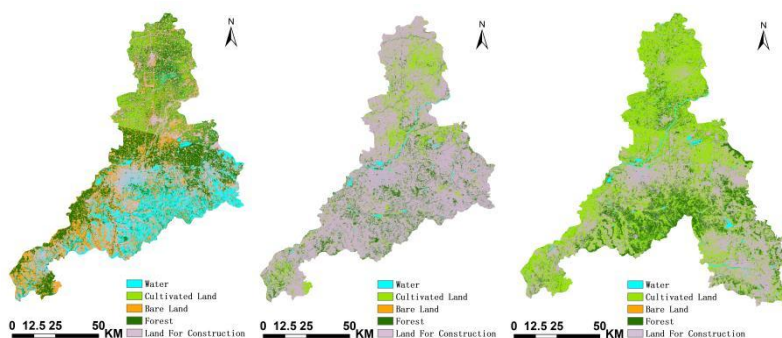 N
Water
Cultivated Land
Bare Land
Forest
Land For Construction
0 12.5 25 50
KM
N
Water
Cultivated Land
Bare Land
Forest
Land For Construction
0 12.5 25 50
KM
N
Water
Cultivated Land
Bare Land
Forest
Land For Construction
0 12.5 25 50
KM